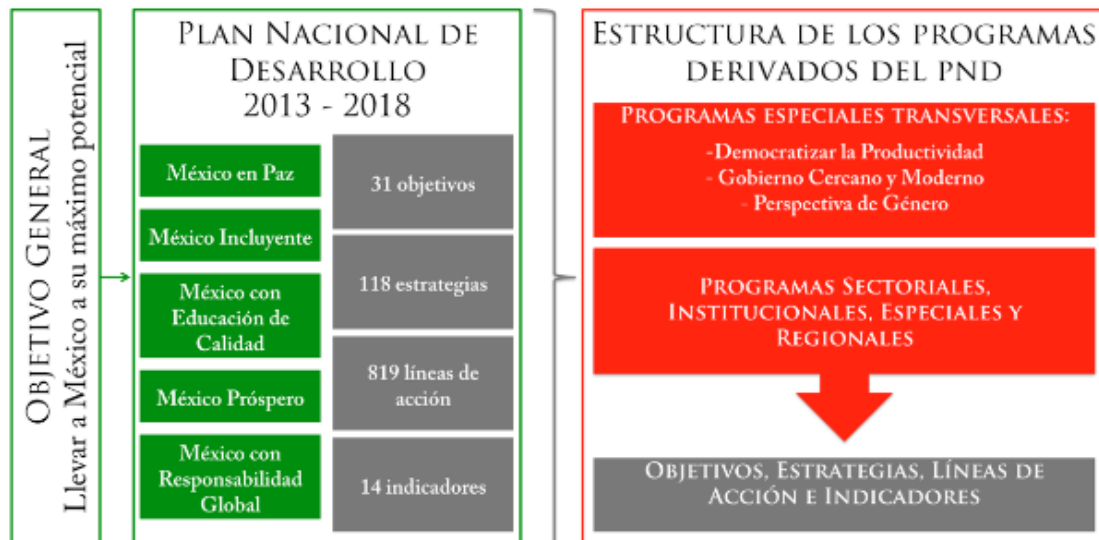 OBJETIVO GENERAL
Llevar a México a su máximo potencial
PLAN NACIONAL DE
DESARROLLO
2013 - 2018
México en Paz
México Incluyente
México con
Educación de
Calidad
México Próspero
México con
Responsabilidad
Global
31 objetivos
118 estrategias
819 líneas de
acción
14 indicadores
ESTRUCTURA DE LOS PROGRAMAS
DERIVADOS DEL PND
PROGRAMAS ESPECIALES TRANSVERSALES:
-Democratizar la Productividad
- Gobierno Cercano y Moderno
- Perspectiva de Género
PROGRAMAS SECTORIALES,
INSTITUCIONALES, ESPECIALES Y
REGIONALES
OBJETIVOS, ESTRATEGIAS, LÍNEAS DE
ACCIÓN E INDICADORES